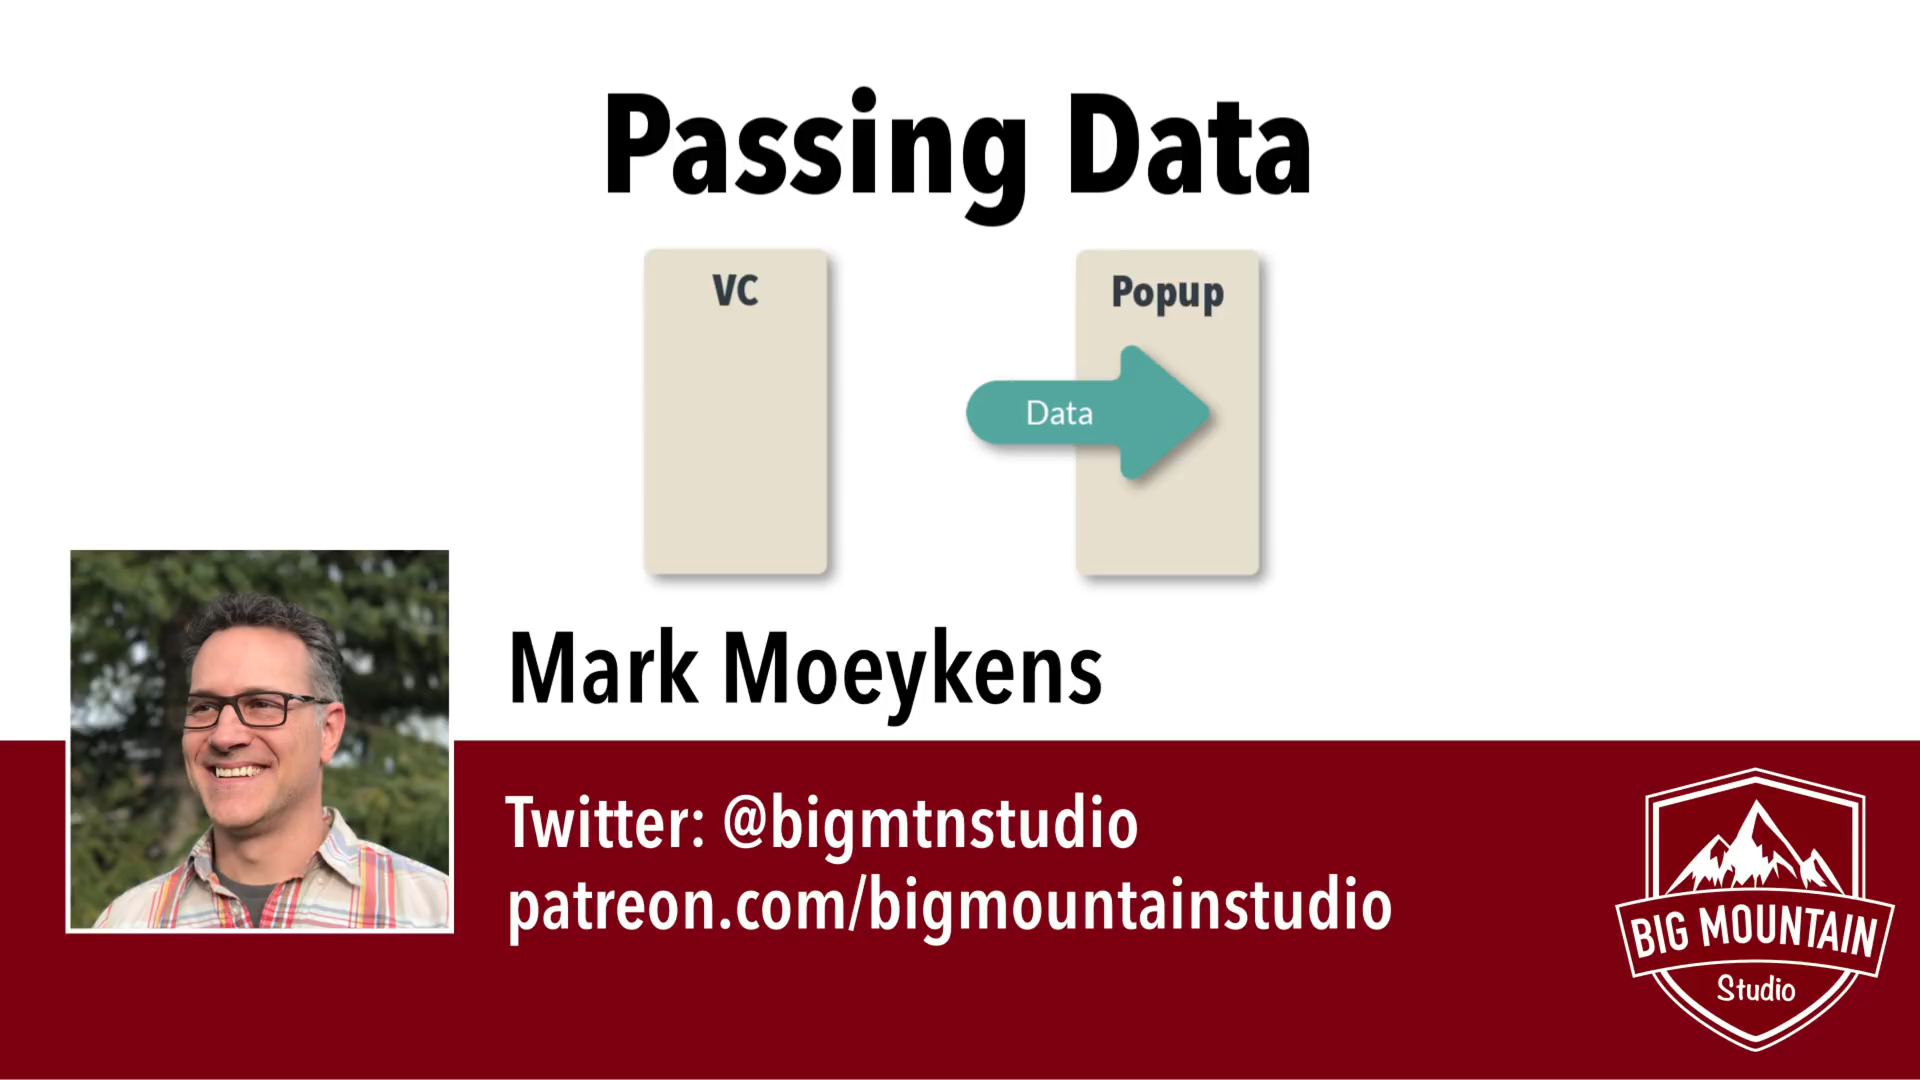 Passing Data
VC
Popup
Data
Mark Moeykens
Twitter: @bigmtnstudio
patreon.com/bigmountainstudio
BIG MOUNTAIN
Studio